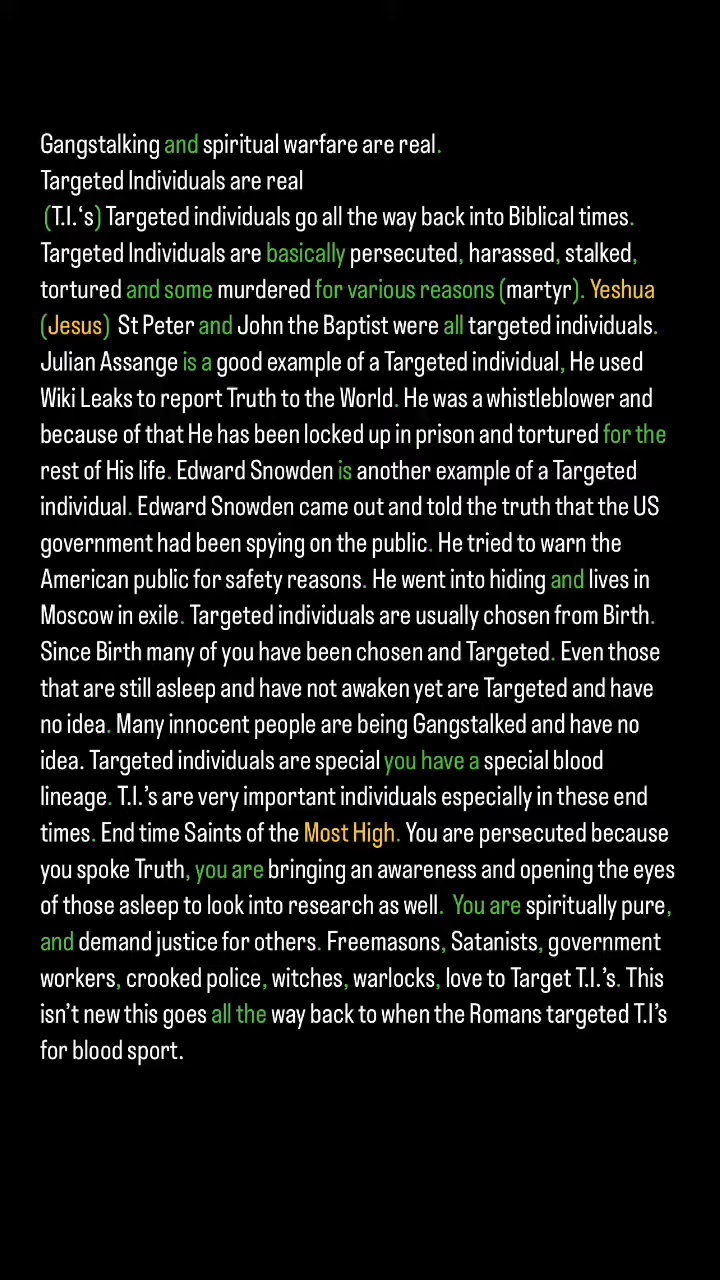 Gangstalking and spiritual warfare are real.
Targeted Individuals are real
(T.I.‘s) Targeted individuals go all the way back into Biblical times.
Targeted Individuals are basically persecuted, harassed, stalked,
tortured and some murdered for various reasons (martyr). Yeshua
(Jesus) St Peter and John the Baptist were all targeted individuals.
Julian Assange is a good example of a Targeted individual, He used
Wiki Leaks to report Truth to the World. He was a whistleblower and
because of that He has been locked up in prison and tortured for the
rest of His life. Edward Snowden is another example of a Targeted
individual. Edward Snowden came out and told the truth that the US
government had been spying on the public. He tried to warn the
American public for safety reasons. He went into hiding and lives in
Moscow in exile. Targeted individuals are usually chosen from Birth.
Since Birth many of you have been chosen and Targeted. Even those
that are still asleep and have not awaken yet are Targeted and have
no idea. Many innocent people are being Gangstalked and have no
idea. Targeted individuals are special you have a special blood
lineage. T.I.’s are very important individuals especially in these end
times. End time Saints of the Most High. You are persecuted because
you spoke Truth, you are bringing an awareness and opening the eyes
of those asleep to look into research as well. You are spiritually pure,
and demand justice for others. Freemasons, Satanists, government
workers, crooked police, witches, warlocks, love to Target T.I.’s. This
isn’t new this goes all the way back to when the Romans targeted T.I’s
for blood sport.